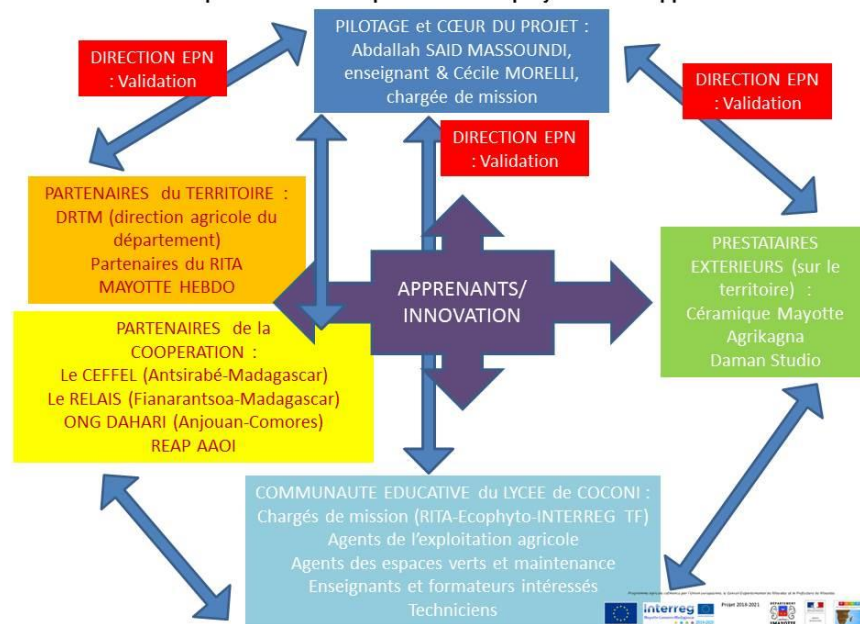 PILOTAGE et CŒUR DU PROJET :
Abdallah SAID MASSOUNDI,
enseignant & Cécile MORELLI,
chargée de mission
DIRECTION EPN
: Validation
DIRECTION EPN
: Validation
DIRECTION EPN
: Validation
PARTENAIRES du TERRITOIRE :
DRTM (direction agricole du
département)
Partenaires du RITA
MAYOTTE HEBDO
APPRENANTS/
INNOVATION
PRESTATAIRES
EXTERIEURS (sur le
territoire) :
Céramique Mayotte
Agrikagna
Daman Studio
PARTENAIRES de la
COOPERATION :
Le CEFFEL (Antsirabé-Madagascar)
Le RELAIS (Fianarantsoa-Madagascar)
ONG DAHARI (Anjouan-Comores)
REAP AAOI
COMMUNAUTE EDUCATIVE du LYCEE de COCONI :
Chargés de mission (RITA-Ecophyto-INTERREG TF)
Agents de l’exploitation agricole
Agents des espaces verts et maintenance
Enseignants et formateurs intéressés
Techniciens
Interreg